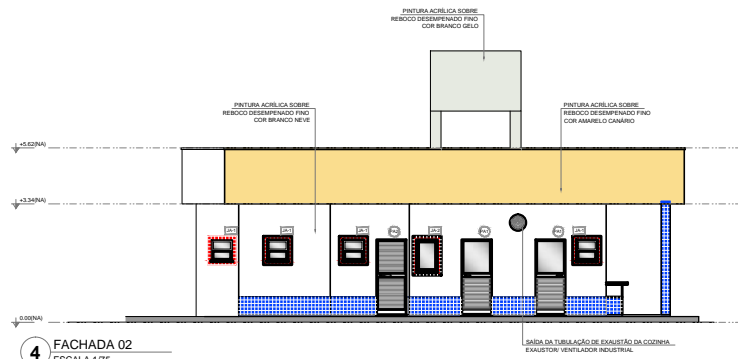 PINTURA ACRÍLICA SOBRE
REBOCO DESEMPENADO FINO
COR BRANCO GELO
PINTURA ACRÍLICA SOBRE
REBOCO DESEMPENADO FINO
COR BRANCO NEVE
PINTURA ACRÍLICA SOBRE
REBOCO DESEMPENADO FINO
COR AMARELO CANÁRIO
+5.62(NA)
+3.34(NA)
JA-1
JA-1
JA-1
PA2
JA-2
PA1
PA1
JA-1
0.00(NA)
4
FACHADA 02
ESCALA 1/75
SAÍDA DA TUBULAÇÃO DE EXAUSTÃO DA COZINHA
EXAUSTOR/ VENTILADOR INDUSTRIAL